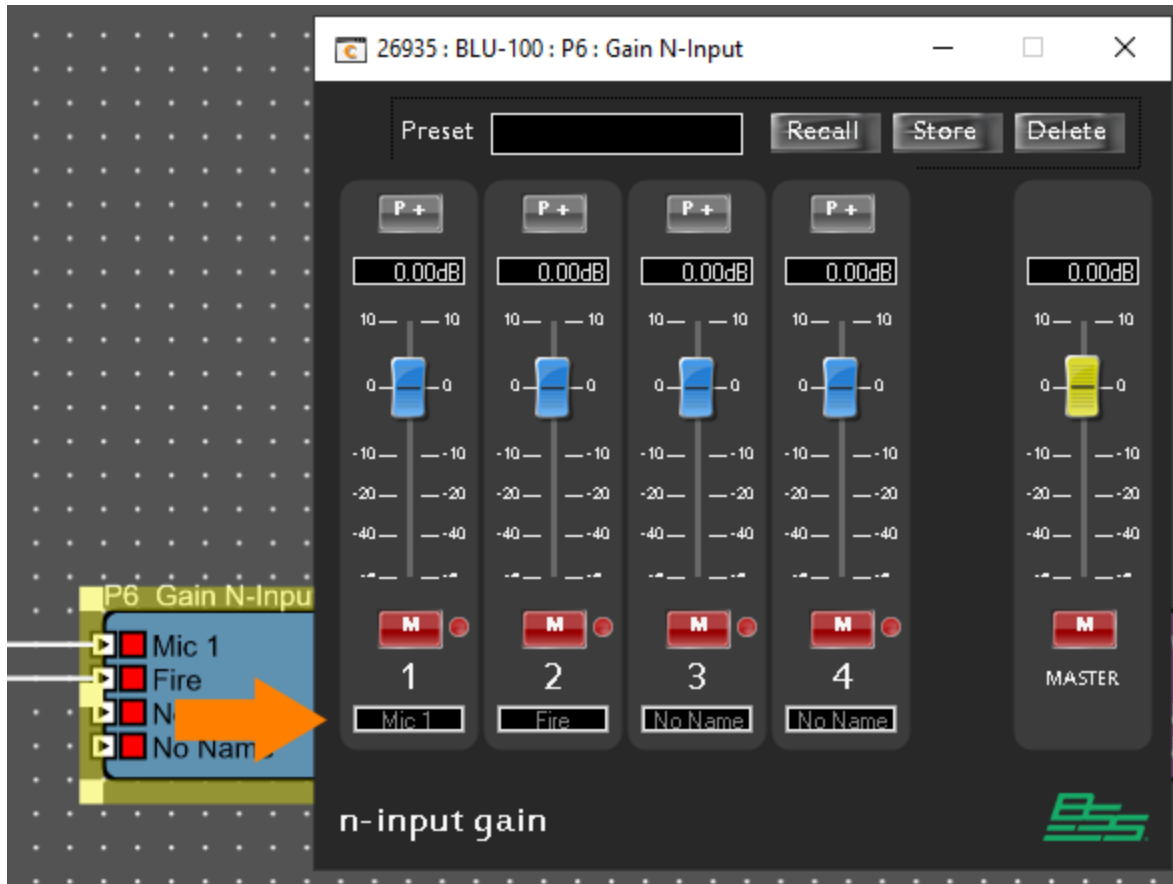 26935 : BLU-100 : P6 : Gain N-Input
Preset Recall Store Delete
P + P + P + P +
0.00dB 0.00dB 0.00dB 0.00dB 0.00dB
10 10 10 10 10 10 10 10 10 10
0 0 0 0 0 0 0 0 0 0
-10 -10 -10 -10 -10 -10 -10 -10 -10 -10
-20 -20 -20 -20 -20 -20 -20 -20 -20 -20
-40 -40 -40 -40 -40 -40 -40 -40 -40 -40
M M M M M
1 2 3 4 MASTER
Mic 1 Fire No Name No Name
n-input gain
BSS
P6 Gain N-Inpu
Mic 1
Fire
No Name